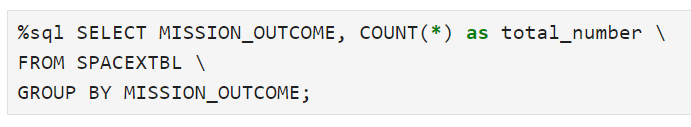 %sql SELECT MISSION_OUTCOME, COUNT(*) as total_number \
FROM SPACEXTBL \
GROUP BY MISSION_OUTCOME;